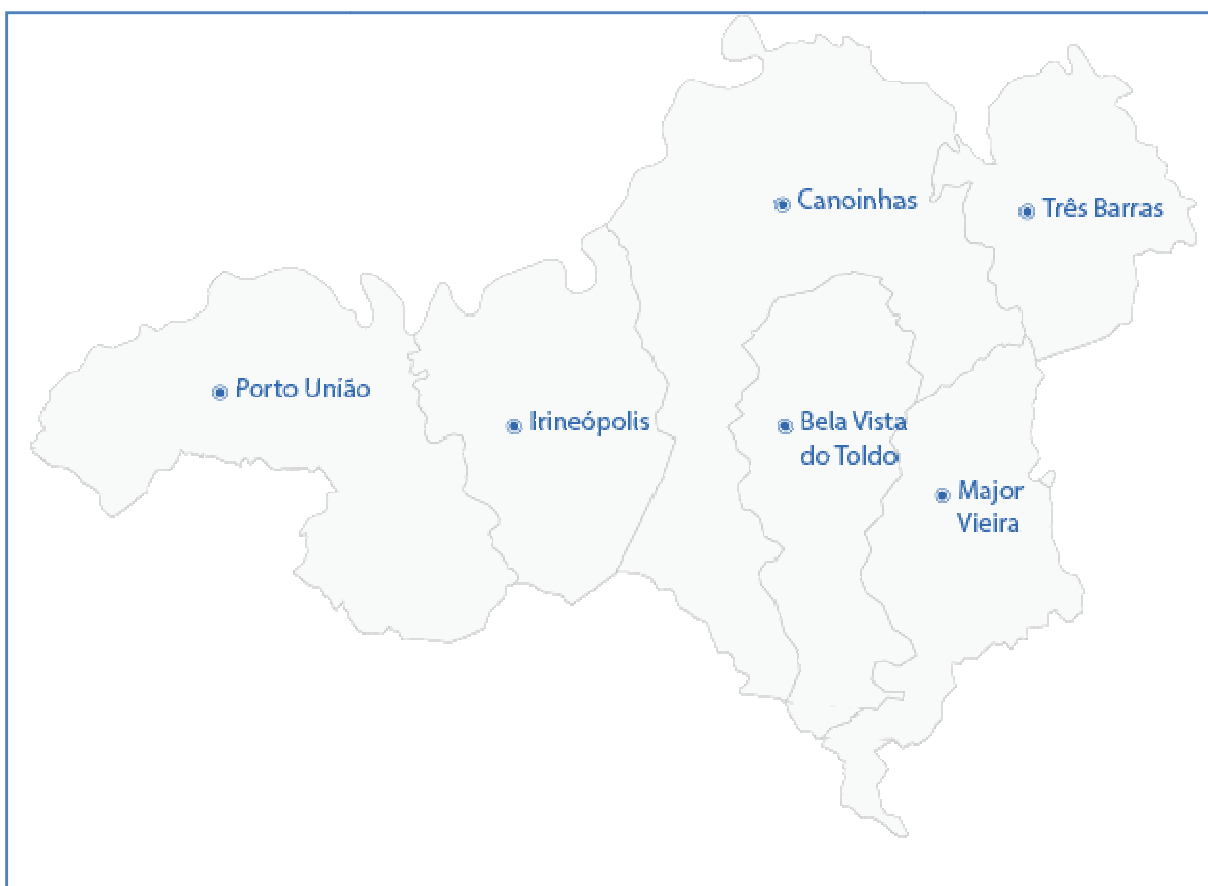 Canoinhas
Três Barras
Porto União
Irineópolis
Bela Vista
do Toldo
Major
Vieira